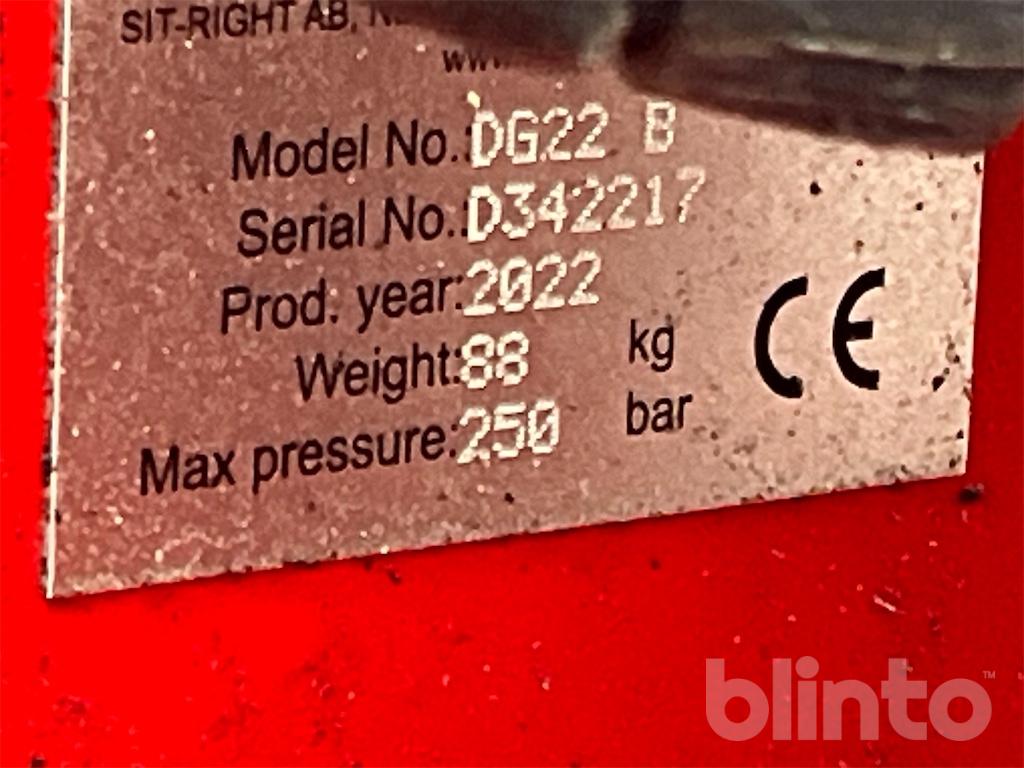 SIT-RIGHT AB,
Model No.:DG22 B
Serial No.:D342217
Prod. year:2022
Weight:88 kg
Max pressure:250 bar
CE
blinto™